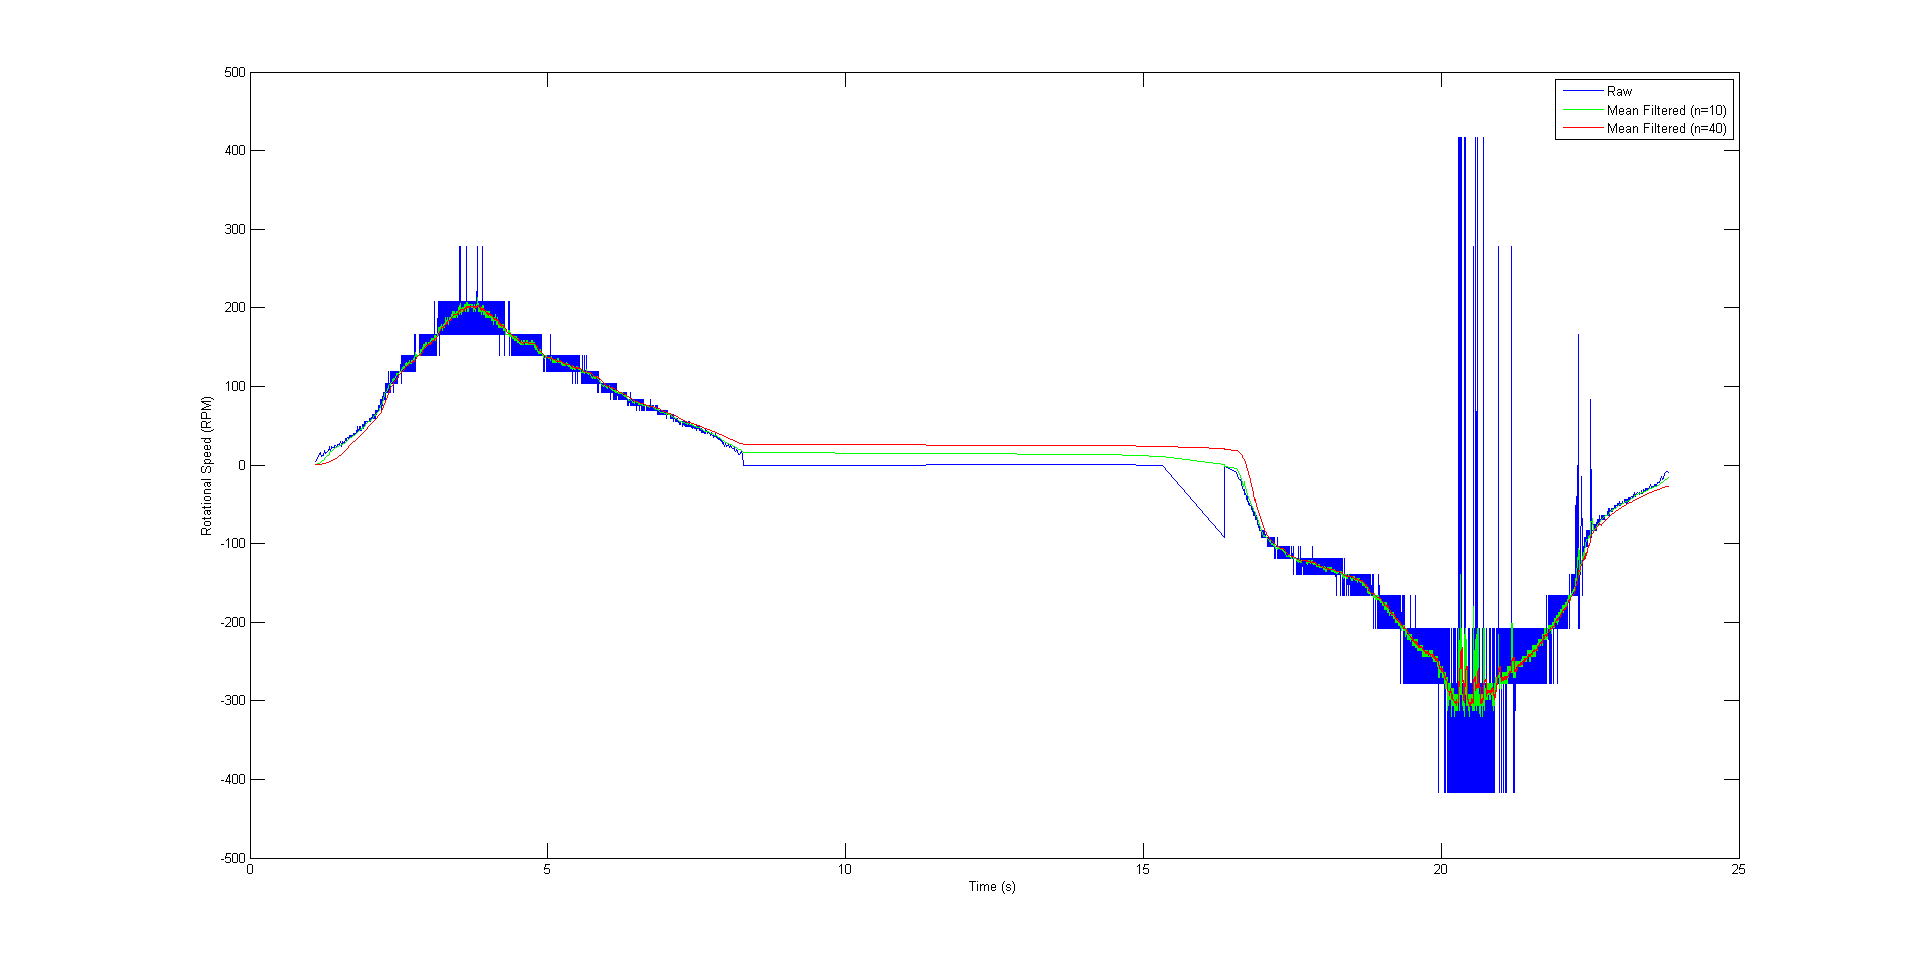 500
400
300
200
100
0
-100
-200
-300
-400
-500
Rotational Speed (RPM)
0 5 10 15 20 25
Time (s)
Raw
Mean Filtered (n=10)
Mean Filtered (n=40)